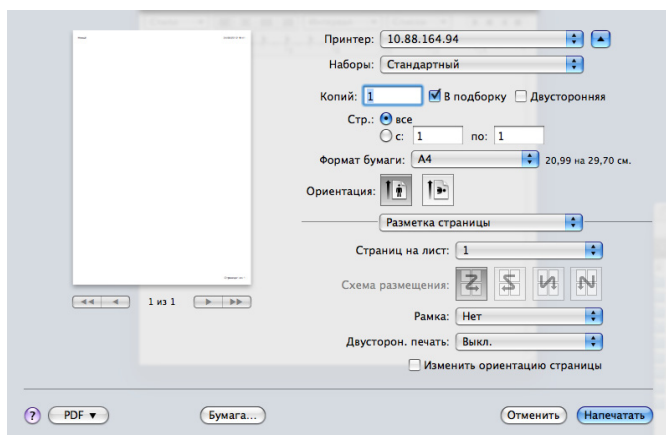 Принтер: 10.88.164.94
Наборы: Стандартный
Копий: 1 В подборку Двусторонняя
Стр.: все
с: 1 по: 1
Формат бумаги: A4 20,99 на 29,70 см.
Ориентация:
Разметка страницы
Страниц на лист: 1
Схема размещения:
1 из 1
Рамка: Нет
Двусторон. печать: Выкл.
Изменить ориентацию страницы
? PDF Бумага... Отменить Напечатать